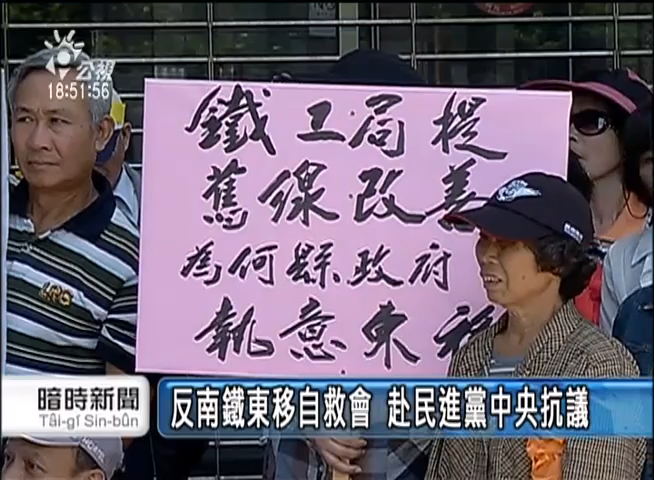 公視
18:51:56
鐵工局提
舊線改善
為何縣政府
執意東移
暗時新聞
Tâi-gí Sin-bûn
反南鐵東移自救會 赴民進黨中央抗議